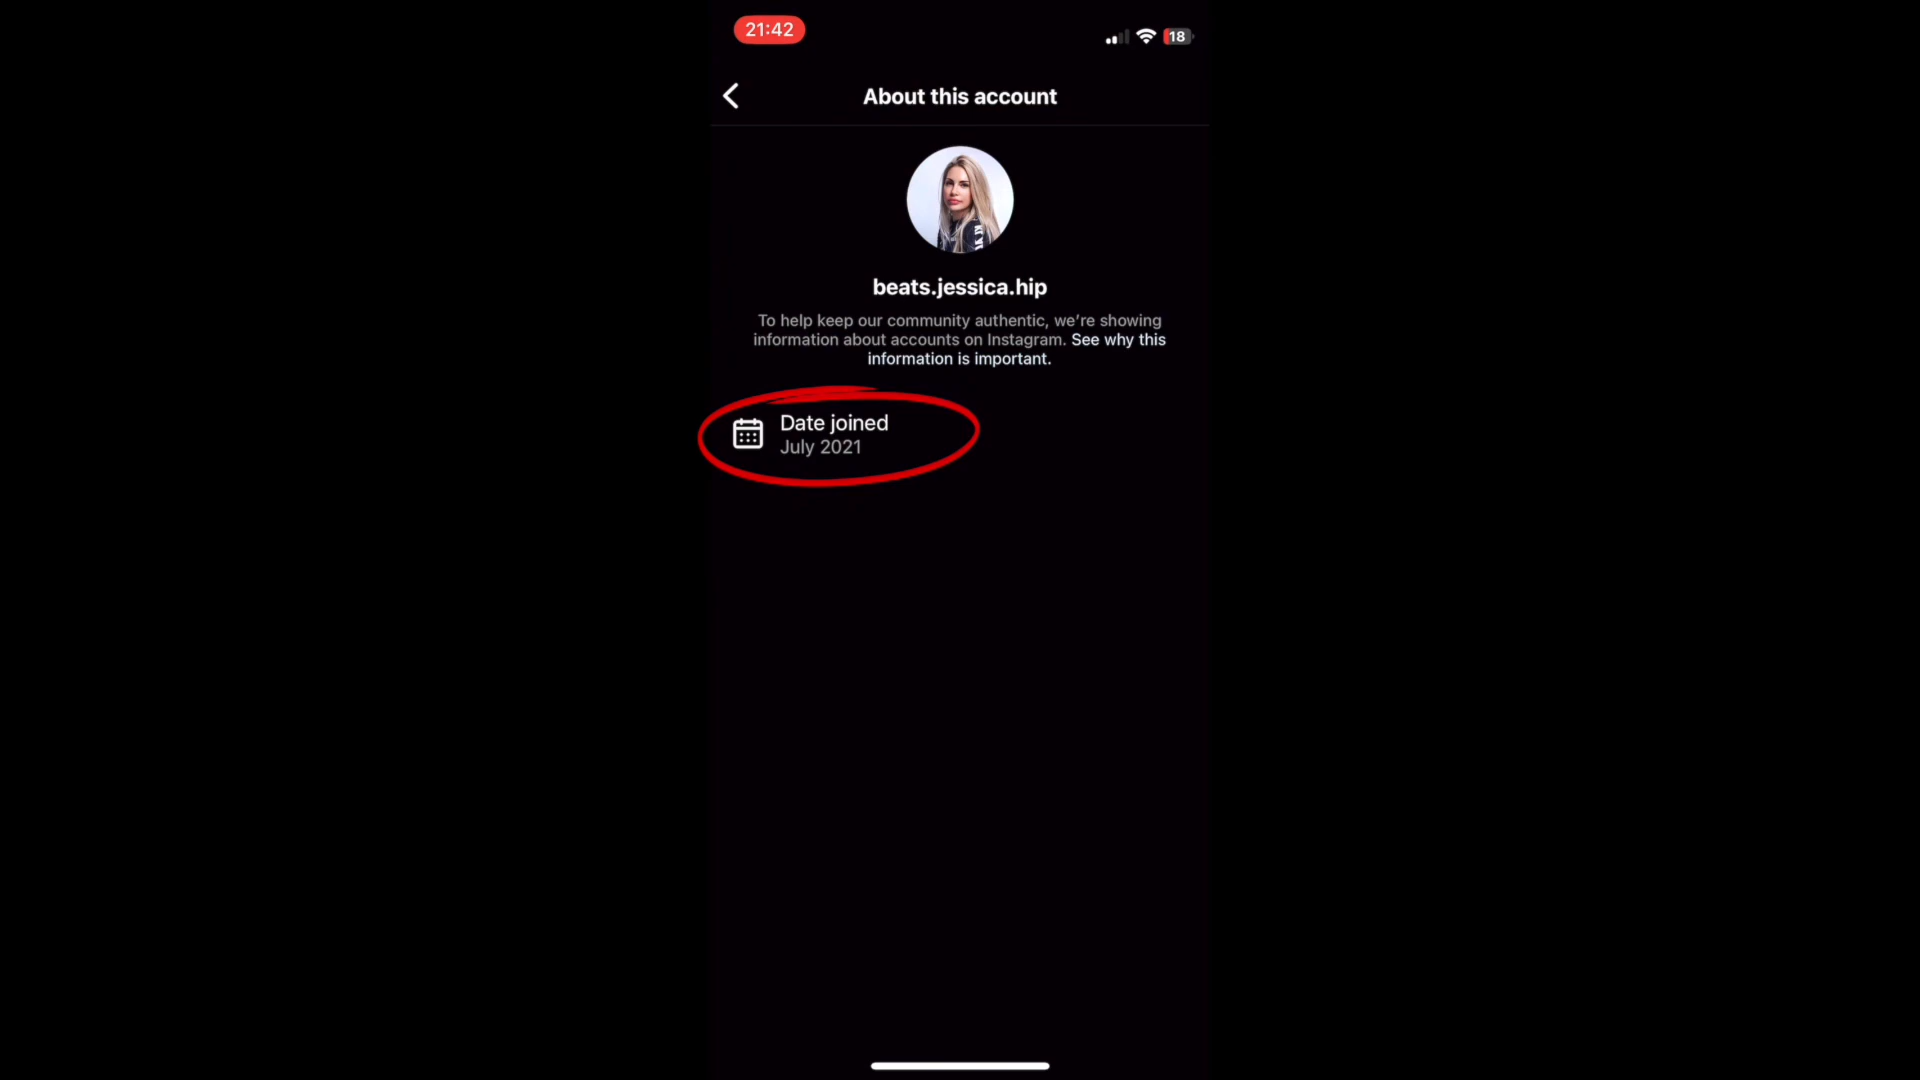 21:42
18
About this account
beats.jessica.hip
To help keep our community authentic, we’re showing
information about accounts on Instagram. See why this
information is important.
Date joined
July 2021